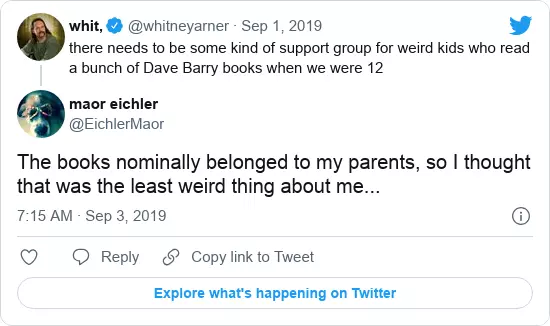 whit, @whitneyarner · Sep 1, 2019
there needs to be some kind of support group for weird kids who read
a bunch of Dave Barry books when we were 12
maor eichler
@EichlerMaor
The books nominally belonged to my parents, so I thought
that was the least weird thing about me...
7:15 AM · Sep 3, 2019
Reply Copy link to Tweet
Explore what's happening on Twitter